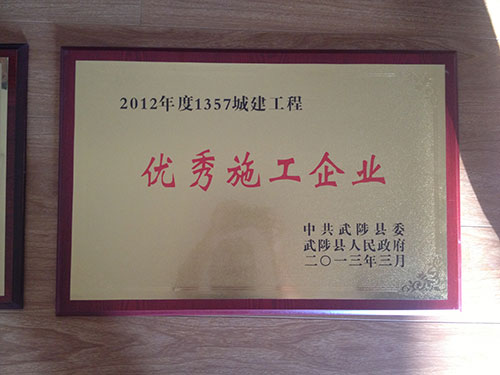 2012年度1357城建工程
优秀施工企业
中共武陟县委
武陟县人民政府
二〇一三年三月